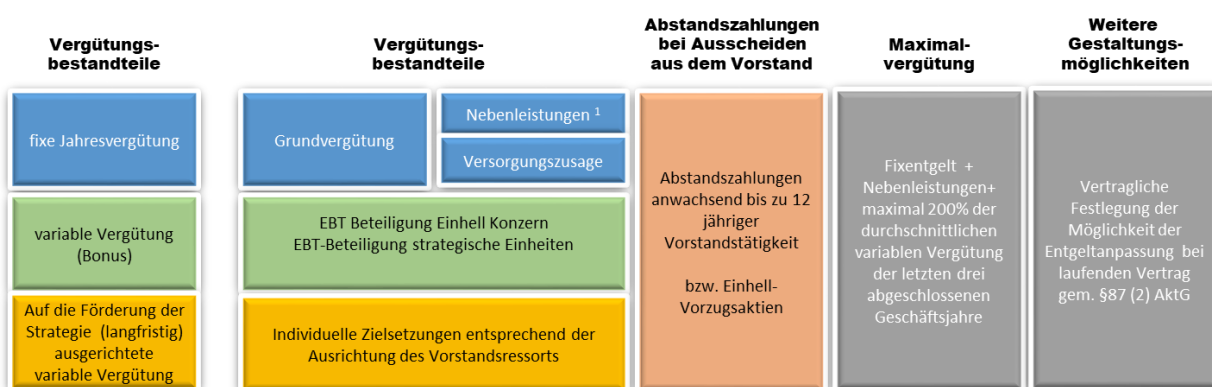 Vergütungs-
bestandteile
Vergütungs-
bestandteile
Abstandszahlungen
bei Ausscheiden
aus dem Vorstand
Maximal-
vergütung
Weitere
Gestaltungs-
möglichkeiten
fixe Jahresvergütung
Grundvergütung
Nebenleistungen ¹
Versorgungszusage
variable Vergütung
(Bonus)
EBT Beteiligung Einhell Konzern
EBT-Beteiligung strategische Einheiten
Auf die Förderung der
Strategie (langfristig)
ausgerichtete
variable Vergütung
Individuelle Zielsetzungen entsprechend der
Ausrichtung des Vorstandsressorts
Abstandszahlungen
anwachsend bis zu 12
jähriger
Vorstandstätigkeit
bzw. Einhell-
Vorzugsaktien
Fixentgelt +
Nebenleistungen+
maximal 200% der
durchschnittlichen
variablen Vergütung
der letzten drei
abgeschlossenen
Geschäftsjahre
Vertragliche
Festlegung der
Möglichkeit der
Entgeltanpassung bei
laufenden Vertrag
gem. §87 (2) AktG